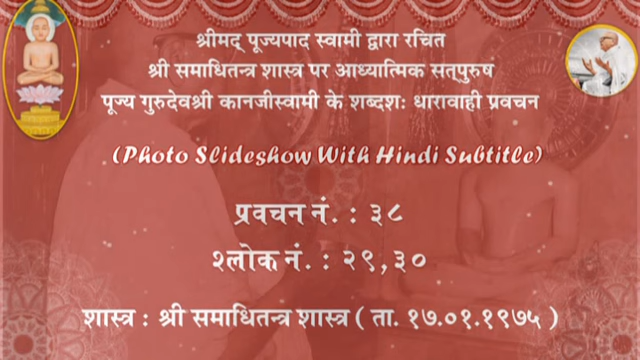 श्रीमद् पूज्यपाद स्वामी द्वारा रचित
श्री समाधितन्त्र शास्त्र पर आध्यात्मिक सत्पुरुष
पूज्य गुरुदेवश्री कानजीस्वामी के शब्दशः धारावाही प्रवचन
(Photo Slideshow With Hindi Subtitle)
प्रवचन नं. : ३८
श्लोक नं. : २९,३०
शास्त्र : श्री समाधितन्त्र शास्त्र ( ता. १७.०१.१९७५ )